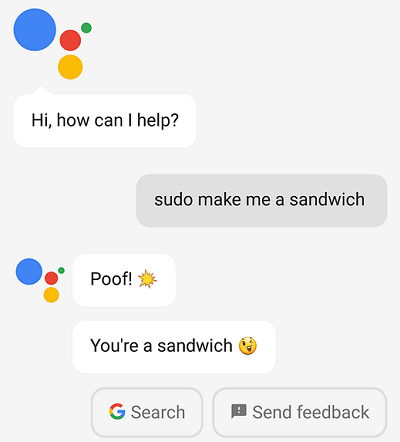 Hi, how can I help?
sudo make me a sandwich
Poof! 💥
You're a sandwich 😜
Search
Send feedback